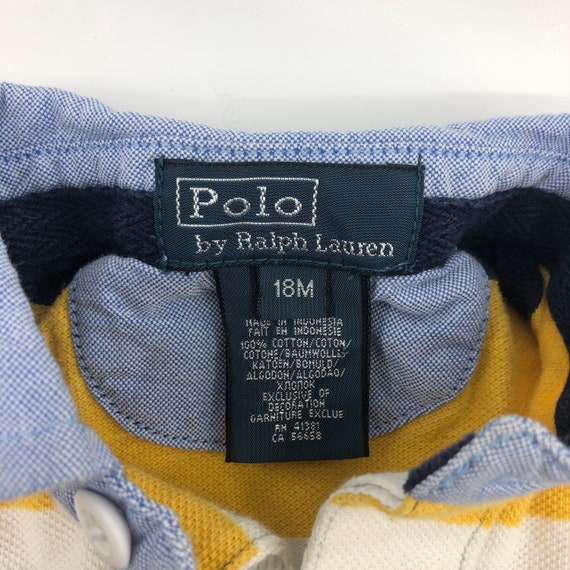 Polo
by Ralph Lauren
18M
MADE IN INDONESIA
FAIT EN INDONESIE
100% COTTON/COTON/
COTONE/BAUMWOLLE
KATOEN/BOMULD/
ALGODON/ALGODAO/
ХЛОПОК
EXCLUSIVE OF
DECORATION
GARNITURE EXCLUE
RN 41381
CA 56658